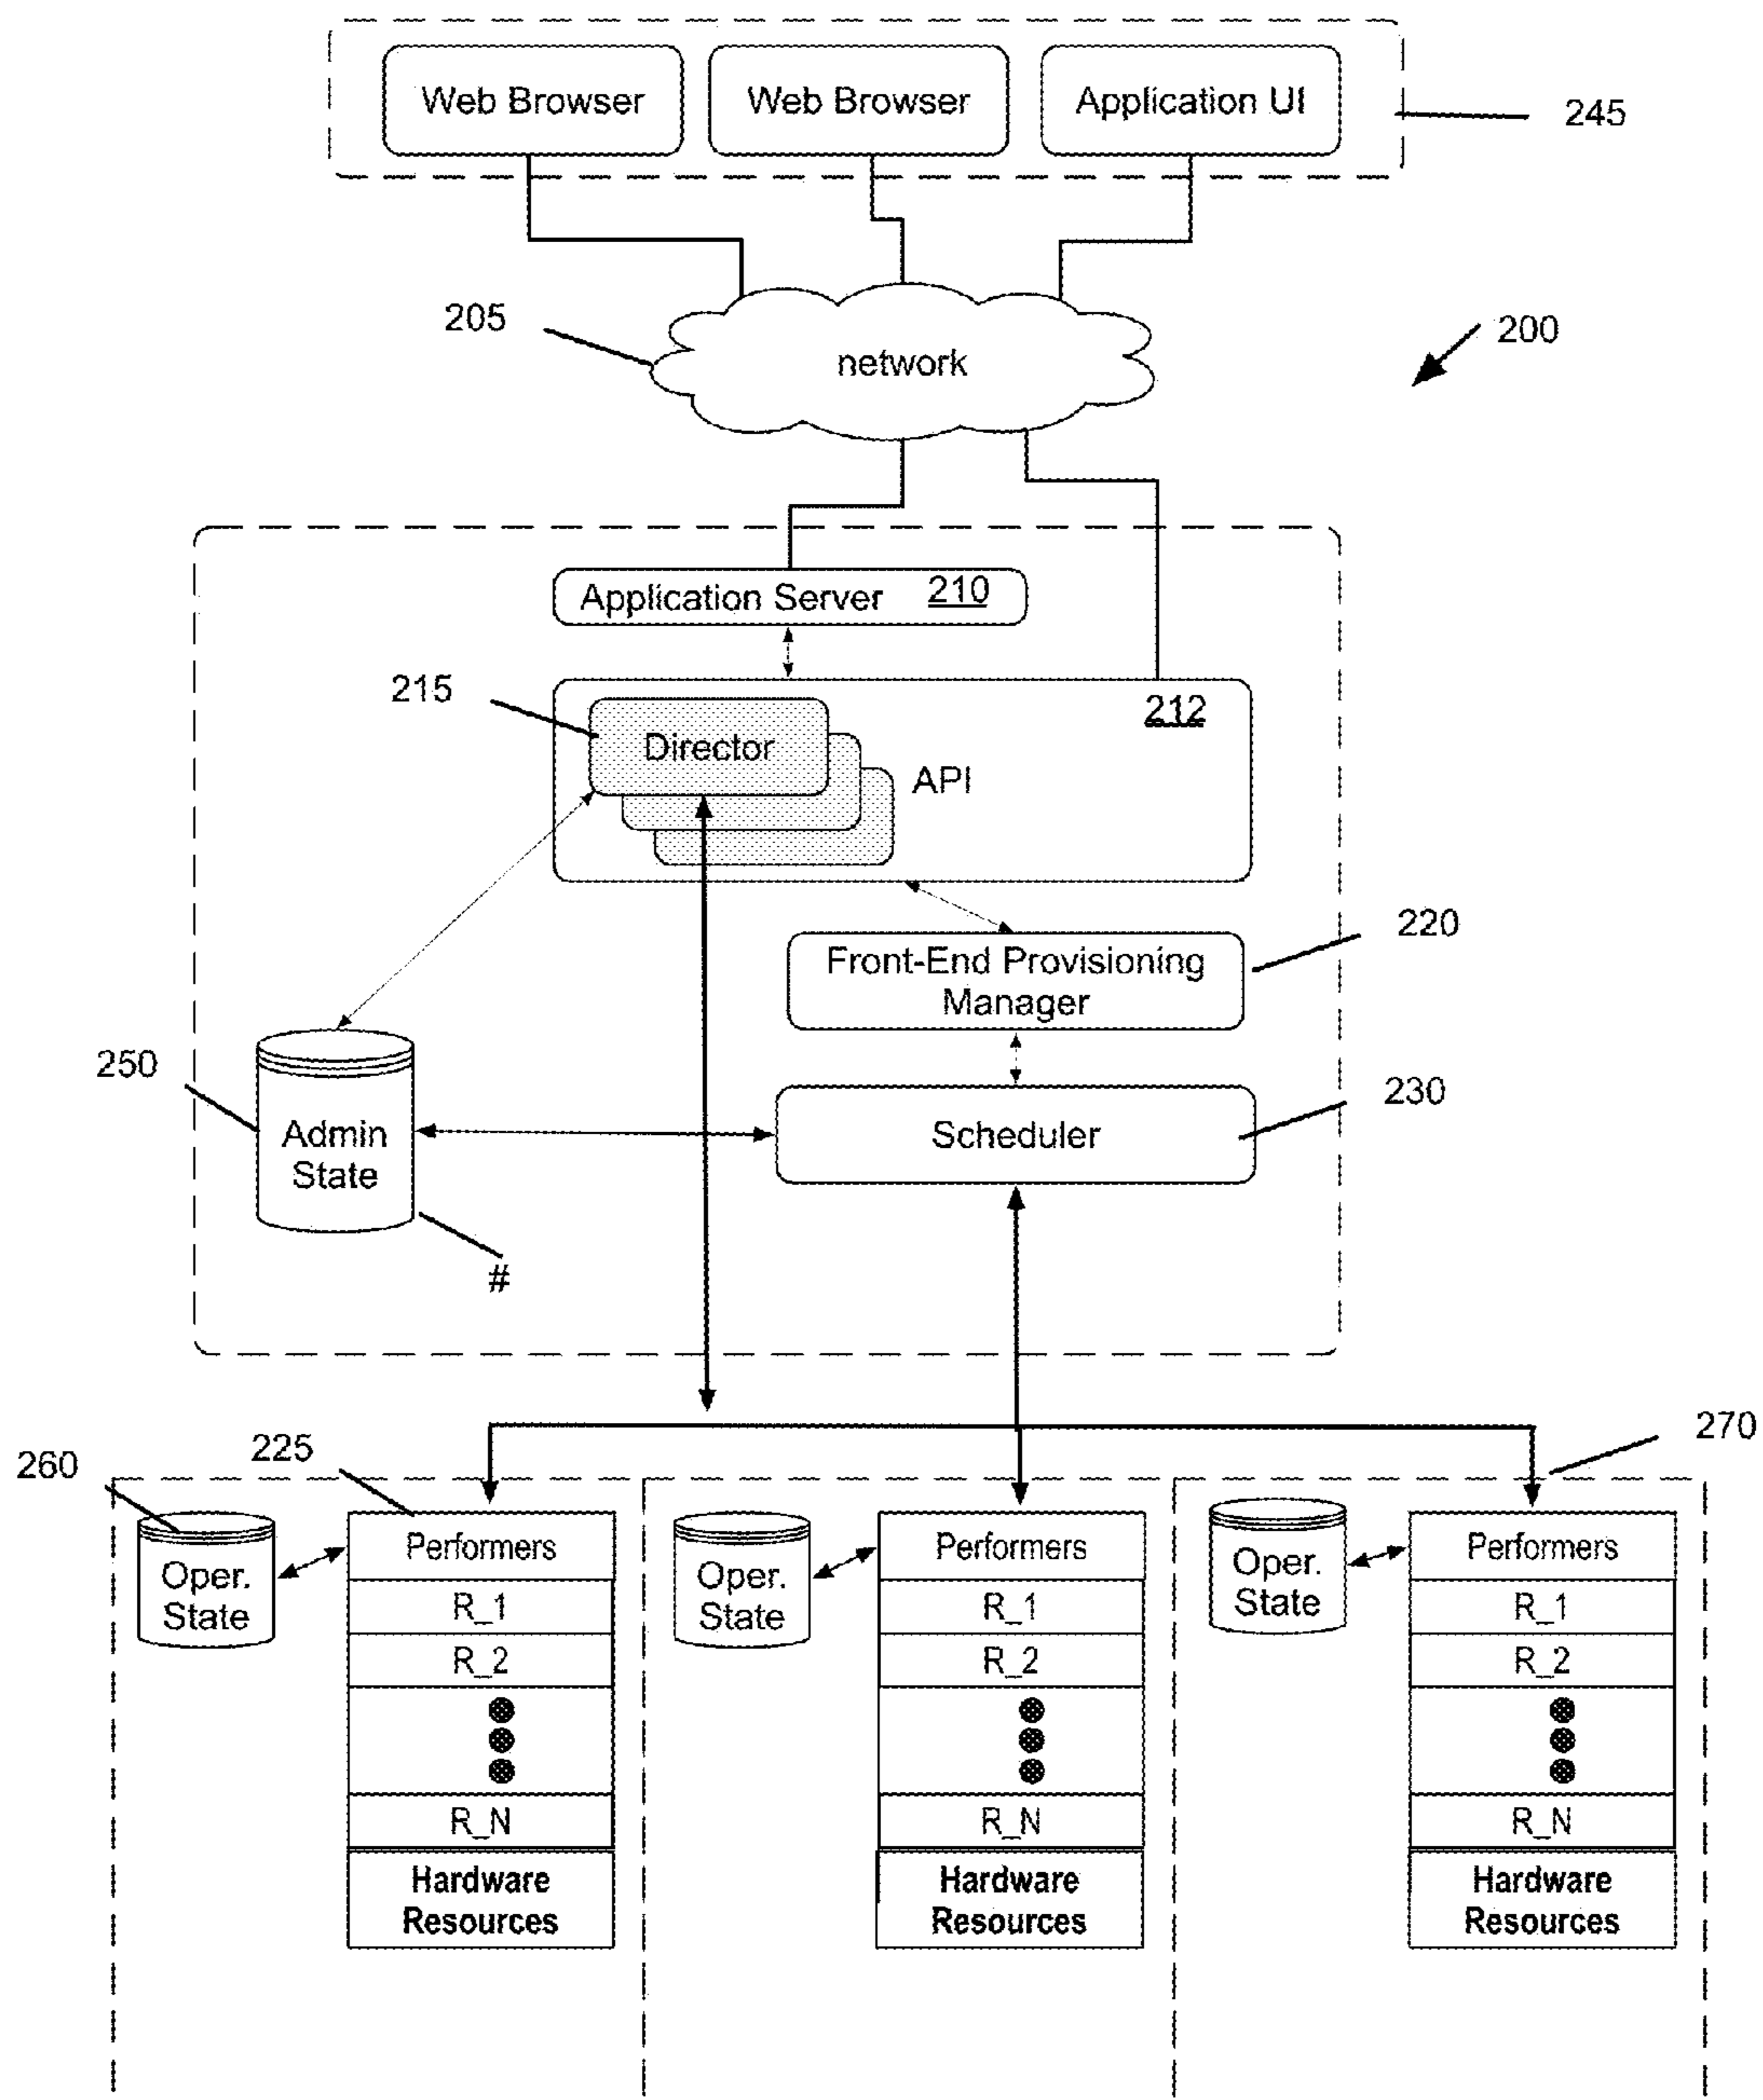 Web Browser
Web Browser
Application UI
245
205
network
200
Application Server 210
215
212
Director
API
220
Front-End Provisioning
Manager
250
230
Admin
State
Scheduler
#
270
225
260
Oper.
State
Performers
R_1
R_2
R_N
Hardware
Resources
Oper.
State
Performers
R_1
R_2
R_N
Hardware
Resources
Oper.
State
Performers
R_1
R_2
R_N
Hardware
Resources